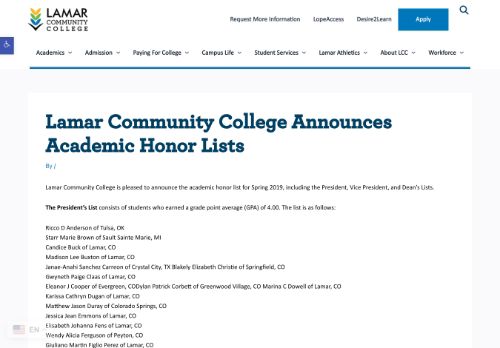 LAMAR
COMMUNITY
COLLEGE
Request More Information LopeAccess Desire2Learn Apply
Academics Admission Paying For College Campus Life Student Services Lamar Athletics About LCC Workforce
Lamar Community College Announces
Academic Honor Lists
By /
Lamar Community College is pleased to announce the academic honor list for Spring 2019, including the President, Vice President, and Dean's Lists.
The President's List consists of students who earned a grade point average (GPA) of 4.00. The list is as follows:
Ricco D Anderson of Tulsa, OK
Starr Marie Brown of Sault Sainte Marie, MI
Candice Buck of Lamar, CO
Madison Lee Buxton of Lamar, CO
Janae-Anahi Sanchez Carreon of Crystal City, TX Blakely Elizabeth Christie of Springfield, CO
Gwyneth Paige Claas of Lamar, CO
Eleanor J Cooper of Evergreen, CODylan Patrick Corbett of Greenwood Village, CO Marina C Dowell of Lamar, CO
Karissa Cathryn Dugan of Lamar, CO
Matthew Jason Duray of Colorado Springs, CO
Jessica Jean Emmons of Lamar, CO
EN
Elisabeth Johanna Fens of Lamar, CO
Wendy Alicia Ferguson of Peyton, CO
Giuliano Martin Figlio Perez of Lamar, CO